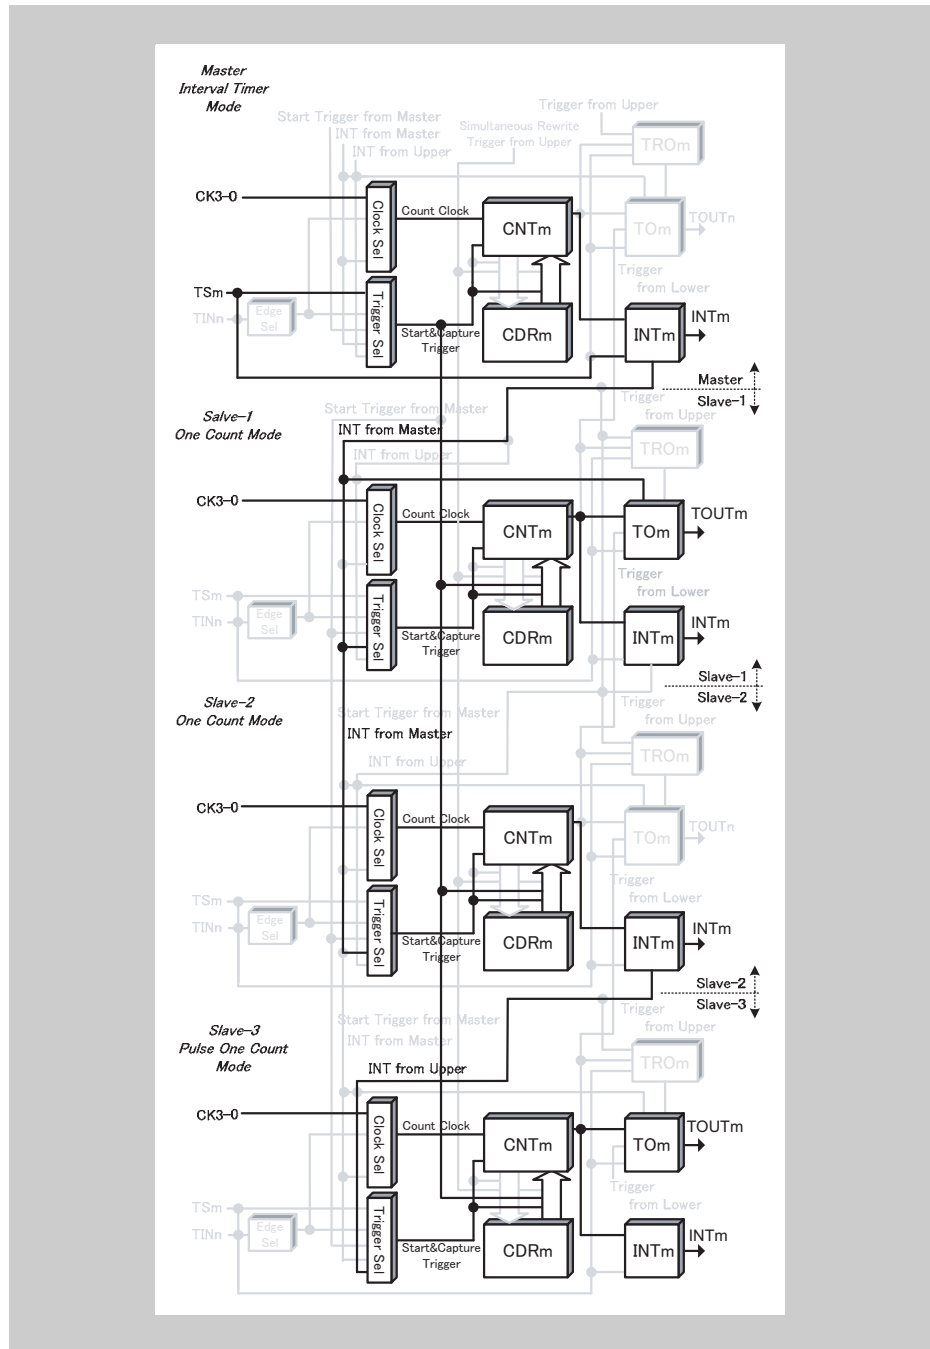 Master
Interval Timer
Mode
Trigger from Upper
Start Trigger from Master
INT from Master
INT from Upper
Simultaneous Rewrite
Trigger from Upper
TROm
CK3-0
Clock Sel
Count Clock
CNTm
TOm
TOUTn
Trigger
from Lower
TSm
TINn
Edge
Sel
Trigger Sel
Start&Capture
Trigger
CDRm
INTm
INTm
Master
Slave-1
Salve-1
One Count Mode
Start Trigger from Master
INT from Master
INT from Upper
Trigger
from Upper
TROm
CK3-0
Clock Sel
Count Clock
CNTm
TOm
TOUTm
Trigger
from Lower
TSm
TINn
Edge
Sel
Trigger Sel
Start&Capture
Trigger
CDRm
INTm
INTm
Slave-1
Slave-2
Slave-2
One Count Mode
Start Trigger from Master
INT from Master
INT from Upper
Trigger
from Upper
TROm
CK3-0
Clock Sel
Count Clock
CNTm
TOm
TOUTn
Trigger
from Lower
TSm
TINn
Edge
Sel
Trigger Sel
Start&Capture
Trigger
CDRm
INTm
INTm
Slave-2
Slave-3
Slave-3
Pulse One Count
Mode
Start Trigger from Master
INT from Master
INT from Upper
Trigger
from Upper
TROm
CK3-0
Clock Sel
Count Clock
CNTm
TOm
TOUTm
Trigger
from Lower
TSm
TINn
Edge
Sel
Trigger Sel
Start&Capture
Trigger
CDRm
INTm
INTm